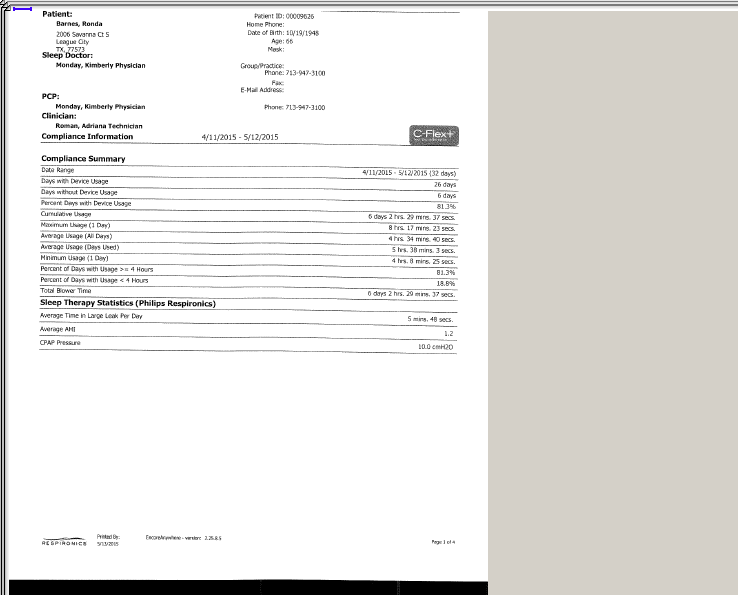 Patient:
Patient ID: 00009626
Barnes, Ronda
Home Phone:
2006 Savanna Ct S
Date of Birth: 10/19/1948
League City
Age: 66
TX, 77573
Mask:
Sleep Doctor:
Monday, Kimberly Physician
Group/Practice:
Phone: 713-947-3100
Fax:
E-Mail Address:
PCP:
Monday, Kimberly Physician
Phone: 713-947-3100
Clinician:
Roman, Adriana Technician
Compliance Information 4/11/2015 - 5/12/2015
C-Flex+
Compliance Summary
Date Range 4/11/2015 - 5/12/2015 (32 days)
Days with Device Usage 26 days
Days without Device Usage 6 days
Percent Days with Device Usage 81.3%
Cumulative Usage 6 days 2 hrs. 29 mins. 37 secs.
Maximum Usage (1 Day) 8 hrs. 17 mins. 23 secs.
Average Usage (All Days) 4 hrs. 34 mins. 40 secs.
Average Usage (Days Used) 5 hrs. 38 mins. 3 secs.
Minimum Usage (1 Day) 4 hrs. 8 mins. 25 secs.
Percent of Days with Usage >= 4 Hours 81.3%
Percent of Days with Usage < 4 Hours 18.8%
Total Blower Time 6 days 2 hrs. 29 mins. 37 secs.
Sleep Therapy Statistics (Philips Respironics)
Average Time in Large Leak Per Day 5 mins. 48 secs.
Average AHI 1.2
CPAP Pressure 10.0 cmH2O
RESPIRONICS
Printed By:
5/13/2015
EncoreAnywhere - version: 2.25.8.5
Page 1 of 4